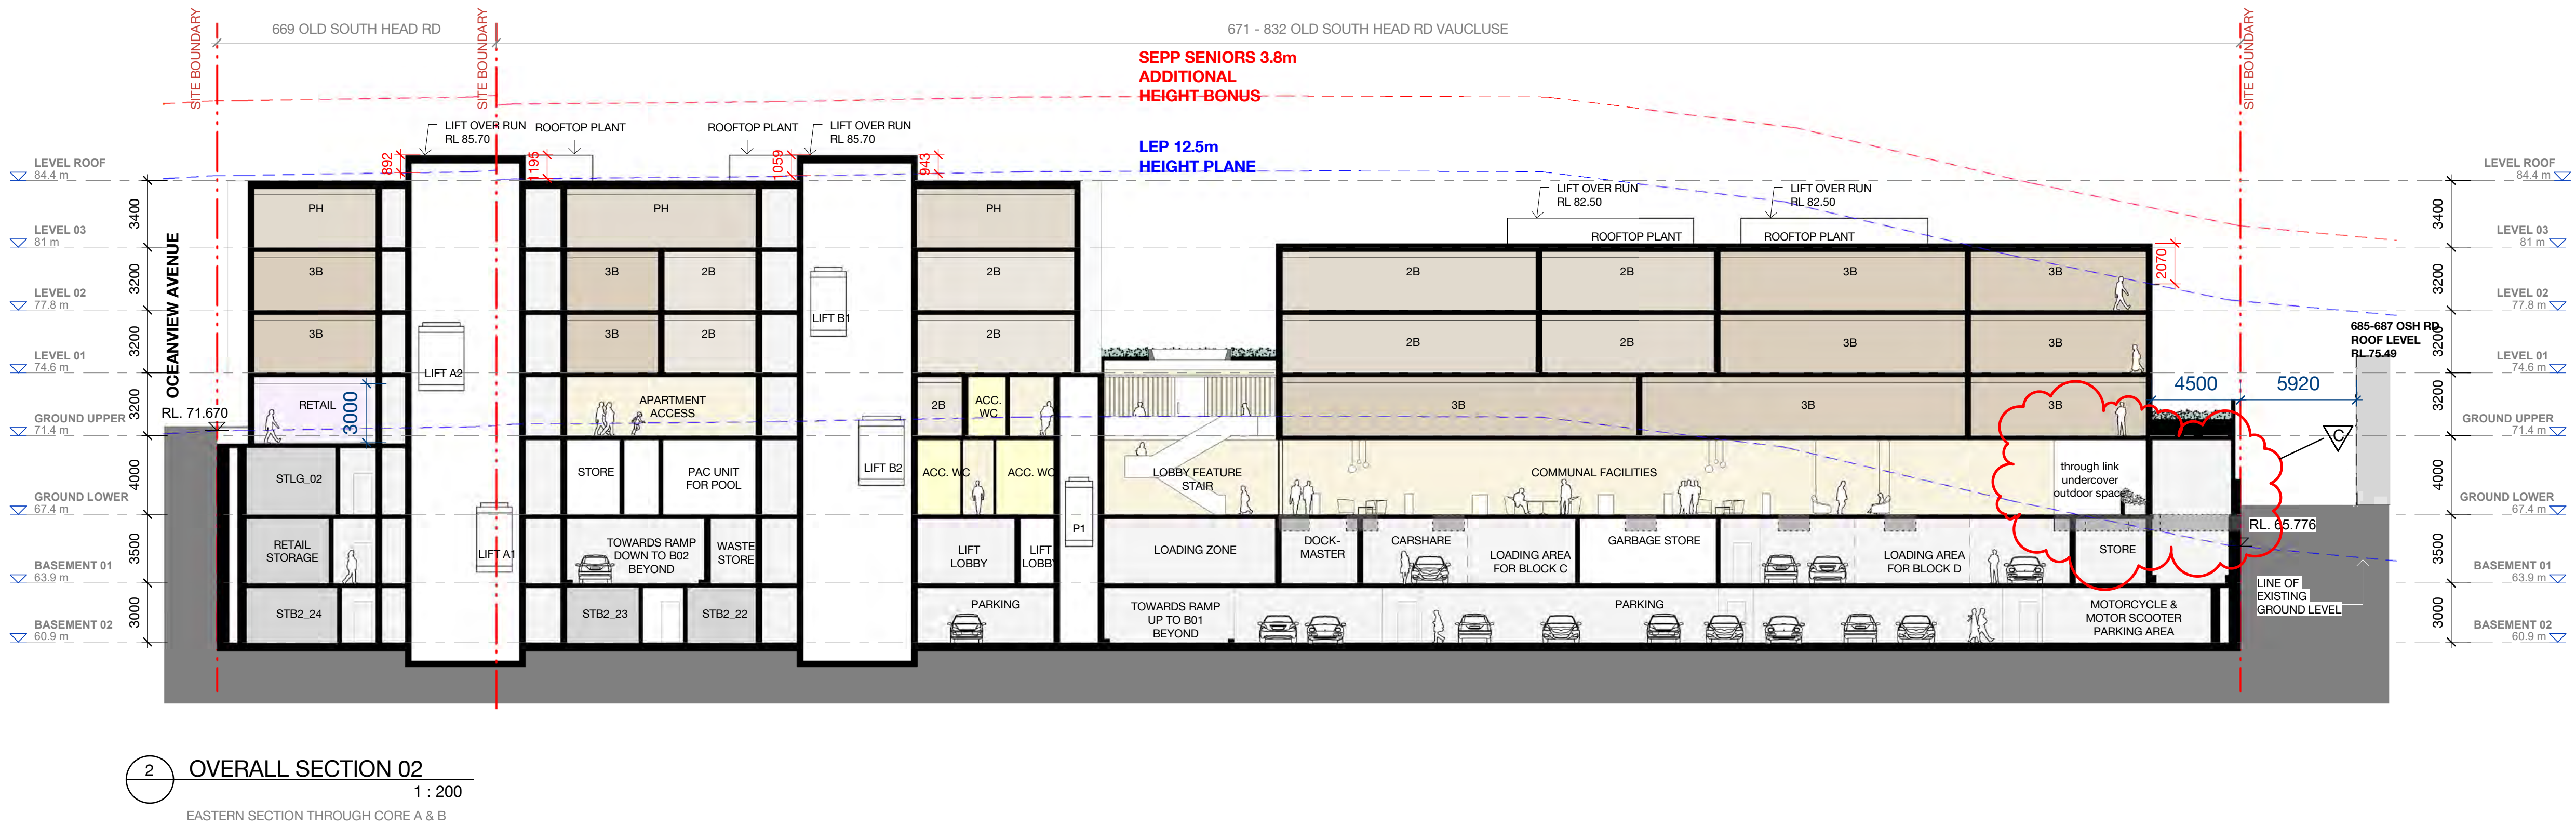 669 OLD SOUTH HEAD RD
671 - 832 OLD SOUTH HEAD RD VAUCLUSE
SITE BOUNDARY
SITE BOUNDARY
SITE BOUNDARY
SEPP SENIORS 3.8m
ADDITIONAL
HEIGHT BONUS
LEP 12.5m
HEIGHT PLANE
LIFT OVER RUN
RL 85.70
ROOFTOP PLANT
ROOFTOP PLANT
LIFT OVER RUN
RL 85.70
892
1195
1059
943
LIFT OVER RUN
RL 82.50
LIFT OVER RUN
RL 82.50
ROOFTOP PLANT
ROOFTOP PLANT
2070
LEVEL ROOF
84.4 m
LEVEL 03
81 m
LEVEL 02
77.8 m
LEVEL 01
74.6 m
GROUND UPPER
71.4 m
GROUND LOWER
67.4 m
BASEMENT 01
63.9 m
BASEMENT 02
60.9 m
3400
3200
3200
3200
4000
3500
3000
OCEANVIEW AVENUE
RL. 71.670
PH
PH
PH
3B
3B
2B
2B
2B
2B
3B
3B
3B
3B
2B
2B
2B
2B
3B
3B
RETAIL
3000
LIFT A2
APARTMENT
ACCESS
LIFT B1
2B
ACC.
WC
3B
3B
3B
STLG_02
STORE
PAC UNIT
FOR POOL
LIFT B2
ACC. WC
ACC. WC
LOBBY FEATURE
STAIR
COMMUNAL FACILITIES
through link
undercover
outdoor space
RETAIL
STORAGE
LIFT A1
TOWARDS RAMP
DOWN TO B02
BEYOND
WASTE
STORE
LIFT
LOBBY
LIFT
LOBBY
P1
LOADING ZONE
DOCK-
MASTER
CARSHARE
LOADING AREA
FOR BLOCK C
GARBAGE STORE
LOADING AREA
FOR BLOCK D
STORE
STB2_24
STB2_23
STB2_22
PARKING
TOWARDS RAMP
UP TO B01
BEYOND
PARKING
MOTORCYCLE &
MOTOR SCOOTER
PARKING AREA
4500
5920
685-687 OSH RD
ROOF LEVEL
RL 75.49
C
RL. 65.776
LINE OF
EXISTING
GROUND LEVEL
3400
3200
3200
3200
4000
3500
3000
LEVEL ROOF
84.4 m
LEVEL 03
81 m
LEVEL 02
77.8 m
LEVEL 01
74.6 m
GROUND UPPER
71.4 m
GROUND LOWER
67.4 m
BASEMENT 01
63.9 m
BASEMENT 02
60.9 m
2
OVERALL SECTION 02
1 : 200
EASTERN SECTION THROUGH CORE A & B